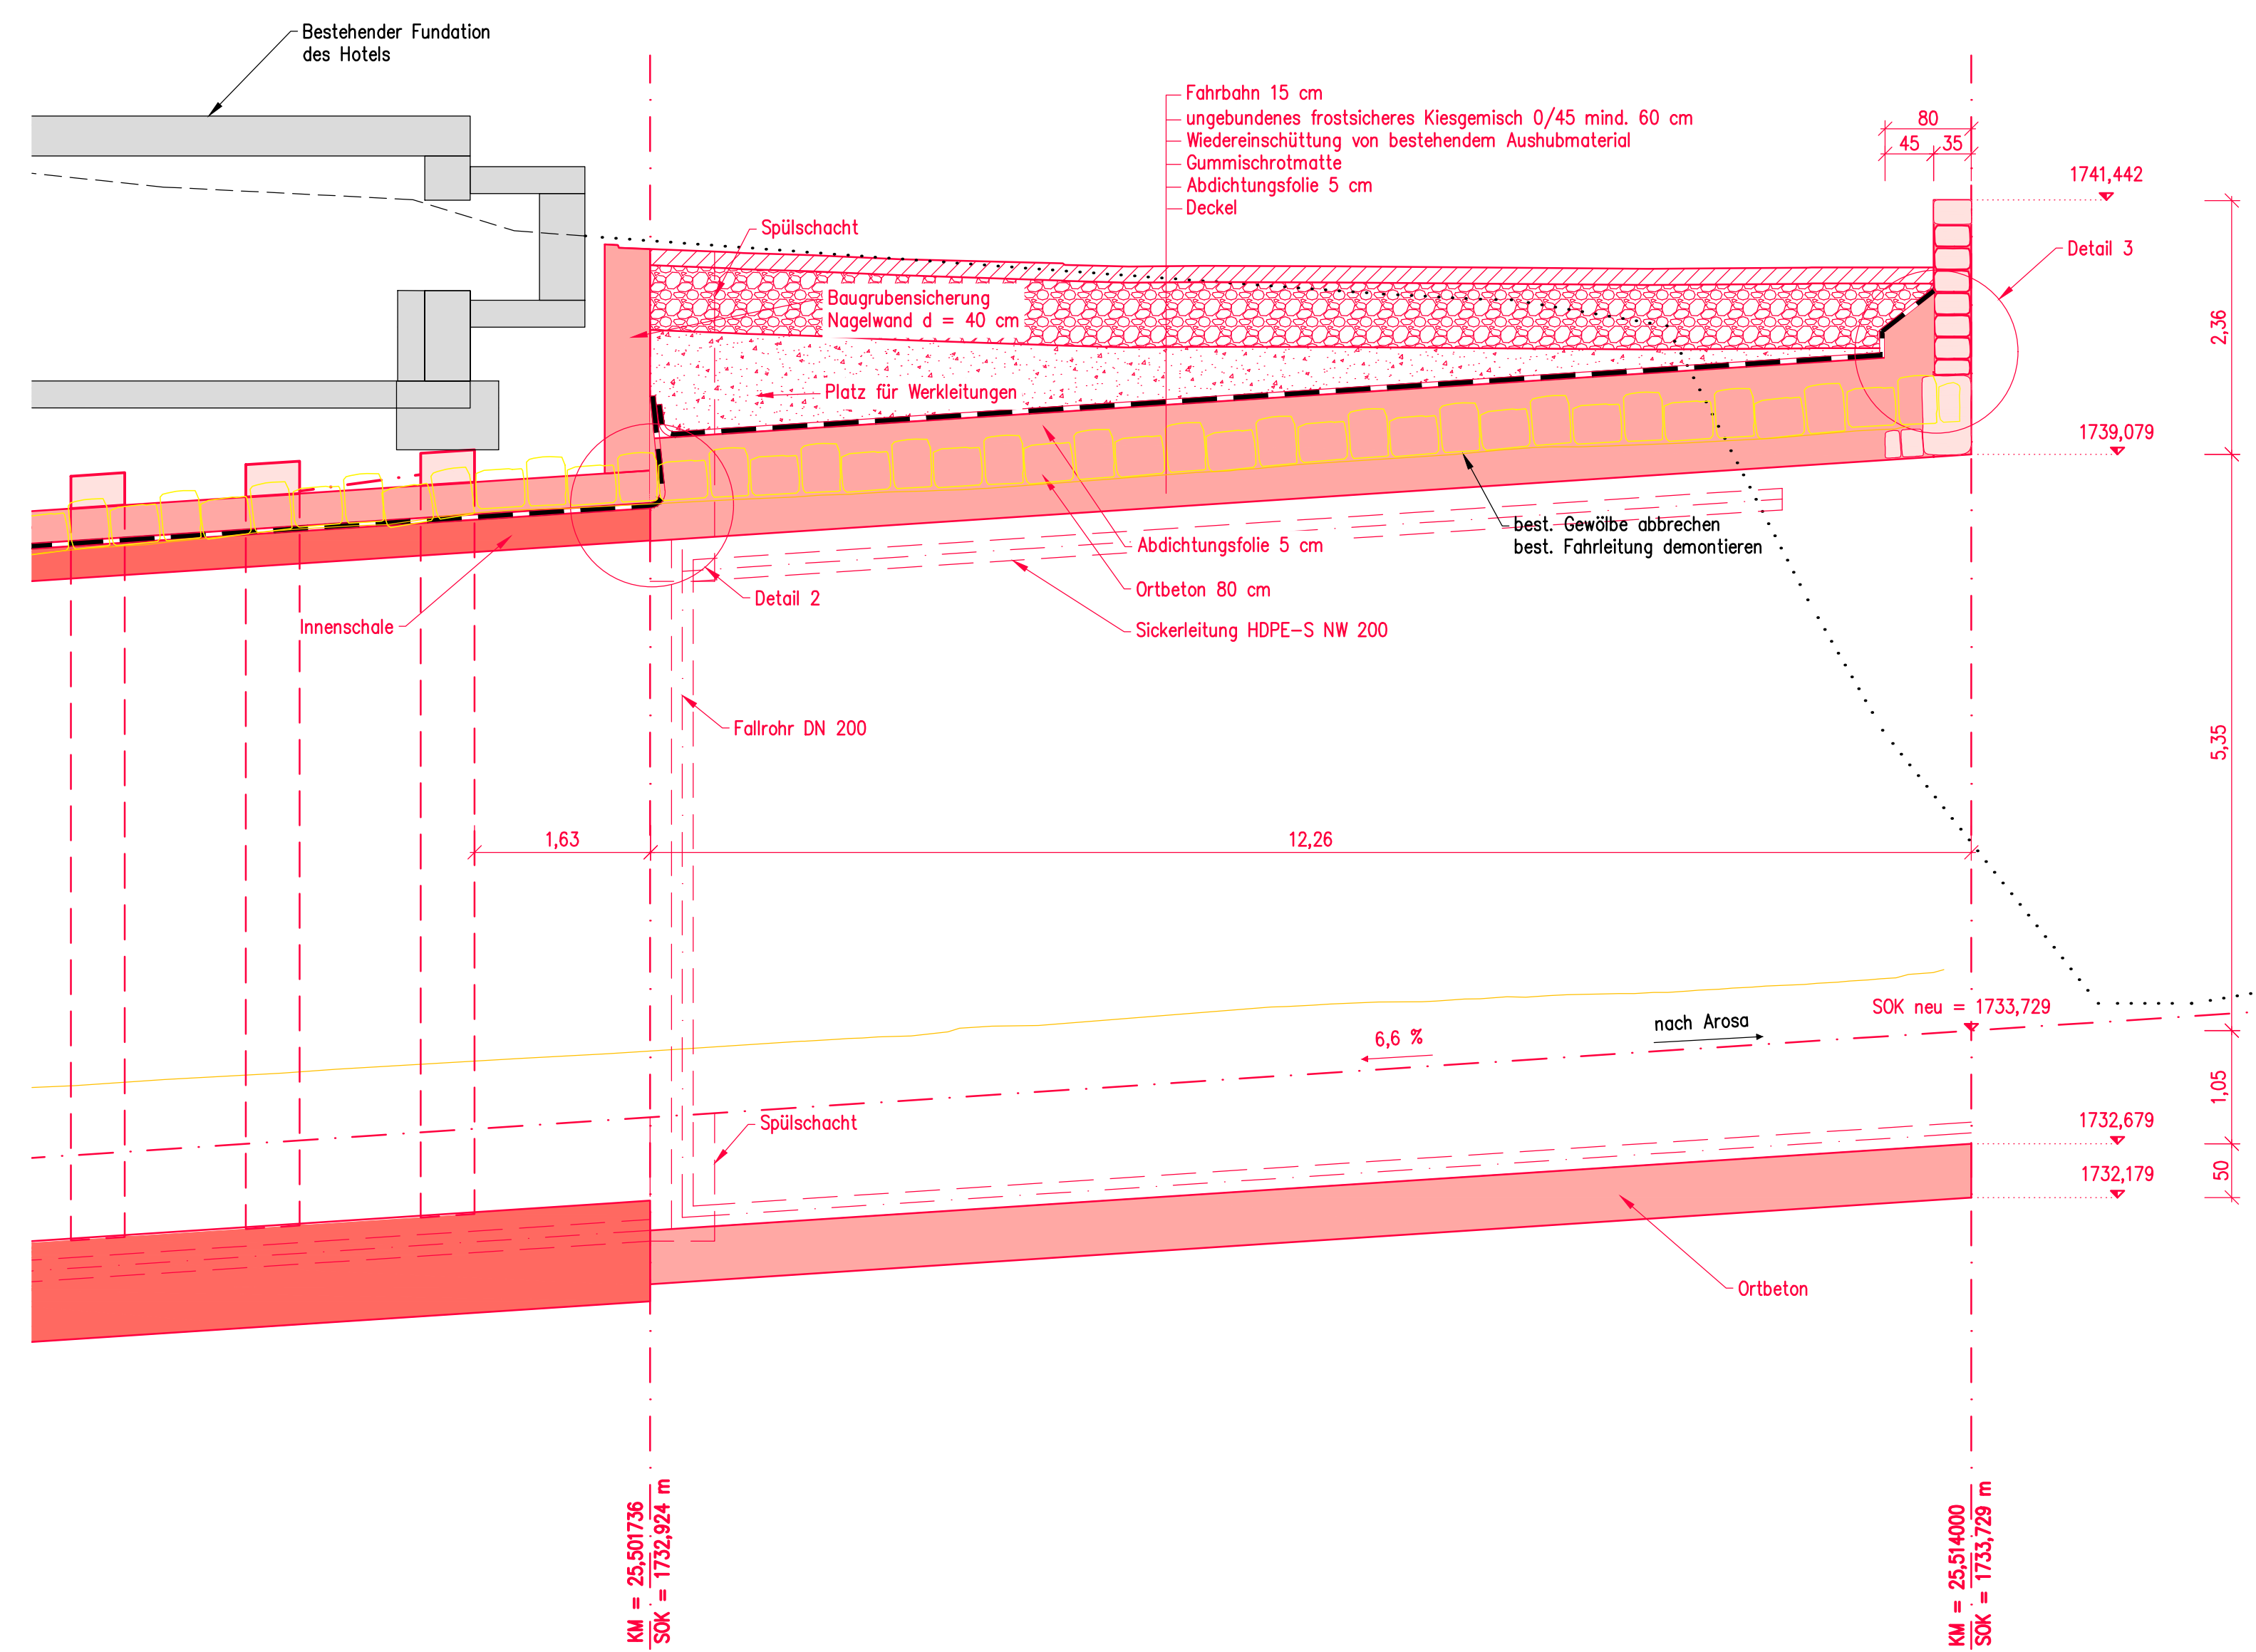 Bestehender Fundation
des Hotels
Fahrbahn 15 cm
ungebundenes frostsicheres Kiesgemisch 0/45 mind. 60 cm
Wiedereinschüttung von bestehendem Aushubmaterial
Gummischrotmatte
Abdichtungsfolie 5 cm
Deckel
80
45
35
1741,442
Spülschacht
Detail 3
Baugrubensicherung
Nagelwand d = 40 cm
2,36
Platz für Werkleitungen
1739,079
best. Gewölbe abbrechen
best. Fahrleitung demontieren
Abdichtungsfolie 5 cm
Detail 2
Ortbeton 80 cm
Innenschale
Sickerleitung HDPE-S NW 200
Fallrohr DN 200
5,35
1,63
12,26
SOK neu = 1733,729
nach Arosa
6,6 %
1,05
Spülschacht
1732,679
1732,179
50
Ortbeton
KM = 25,501736
SOK = 1732,924 m
KM = 25,514000
SOK = 1733,729 m